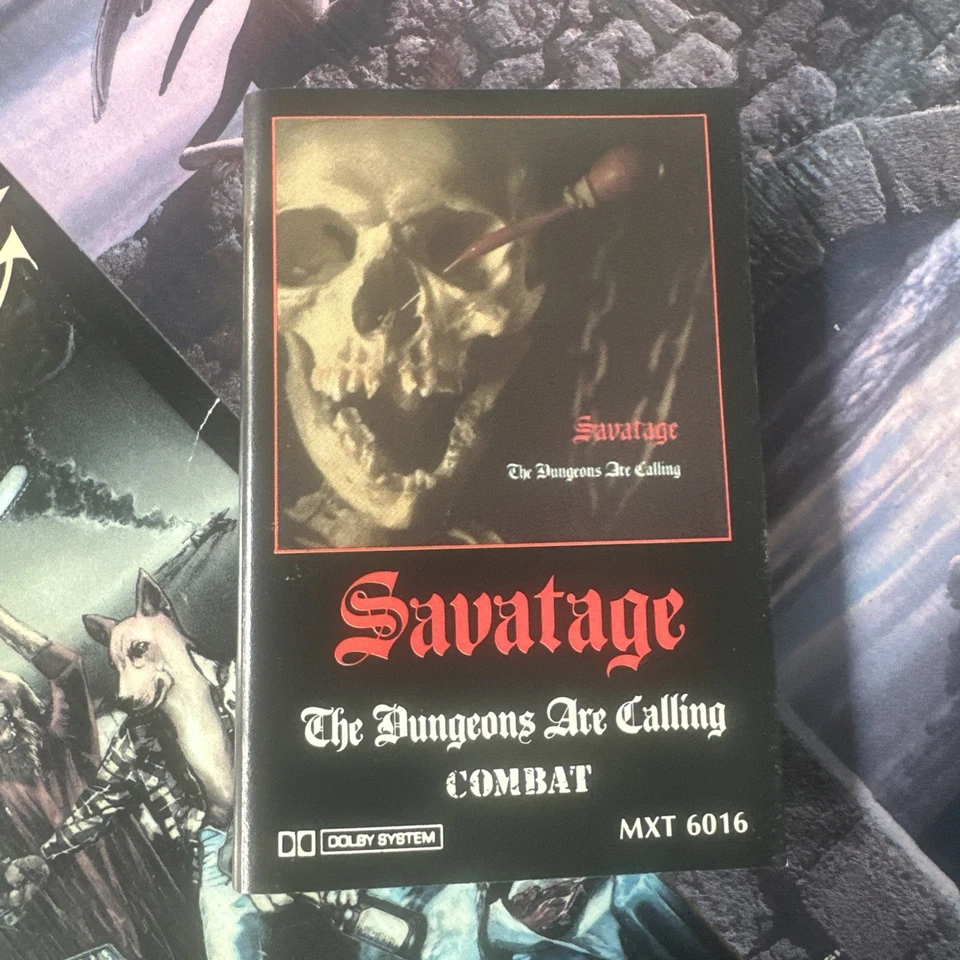 Savatage
The Dungeons Are Calling
Savatage
The Dungeons Are Calling
COMBAT
DOLBY SYSTEM
MXT 6016